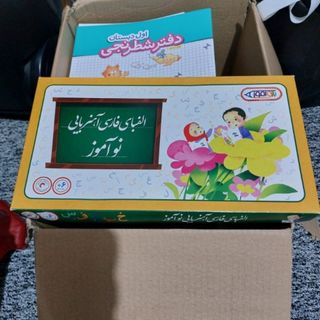 اول دبستان
دفتر شطرنجی
الفبای فارسی آهنربایی
نوآموز
الفبای فارسی آهنربایی نوآموز